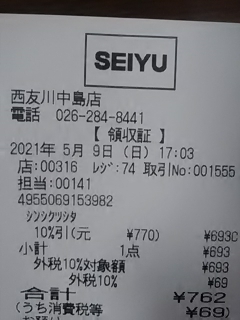 SEIYU
西友川中島店
電話 026-284-8441
【 領収証 】
2021年 5月 9日 (日) 17:03
店:00316 レジ:74 取引No:001555
担当:00141
4955069153982
シンシクツシタ
10%引(元 ¥770) ¥693C
小計 1点 ¥693
外税10%対象額 ¥693
外税10% ¥69
合計 ¥762
(うち消費税等 ¥69)